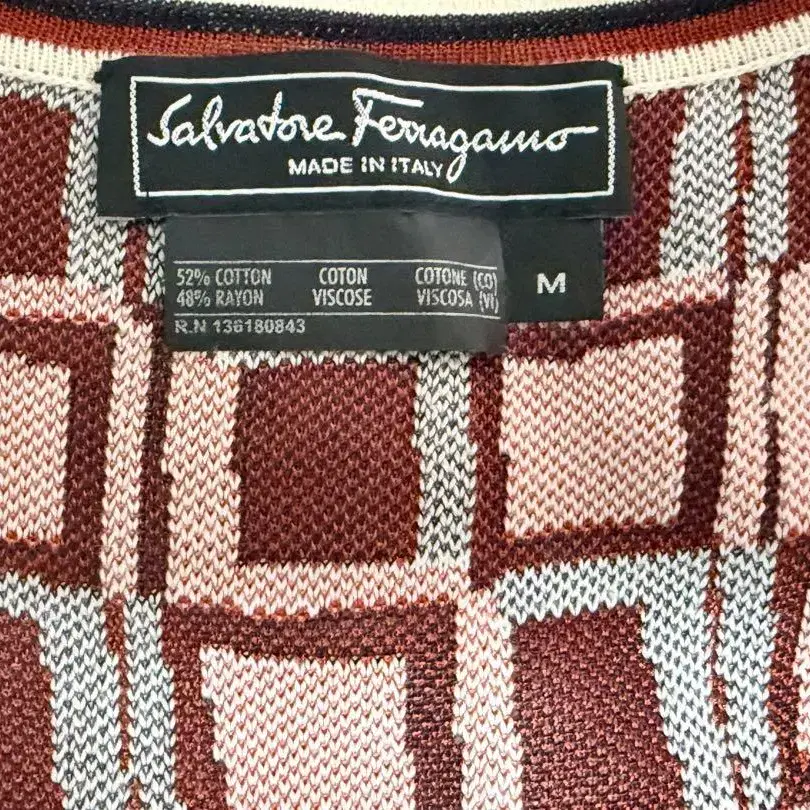 Salvatore Ferragamo
MADE IN ITALY
52% COTTON COTON COTONE (CO)
48% RAYON VISCOSE VISCOSA (VI)
M
R.N 136180843